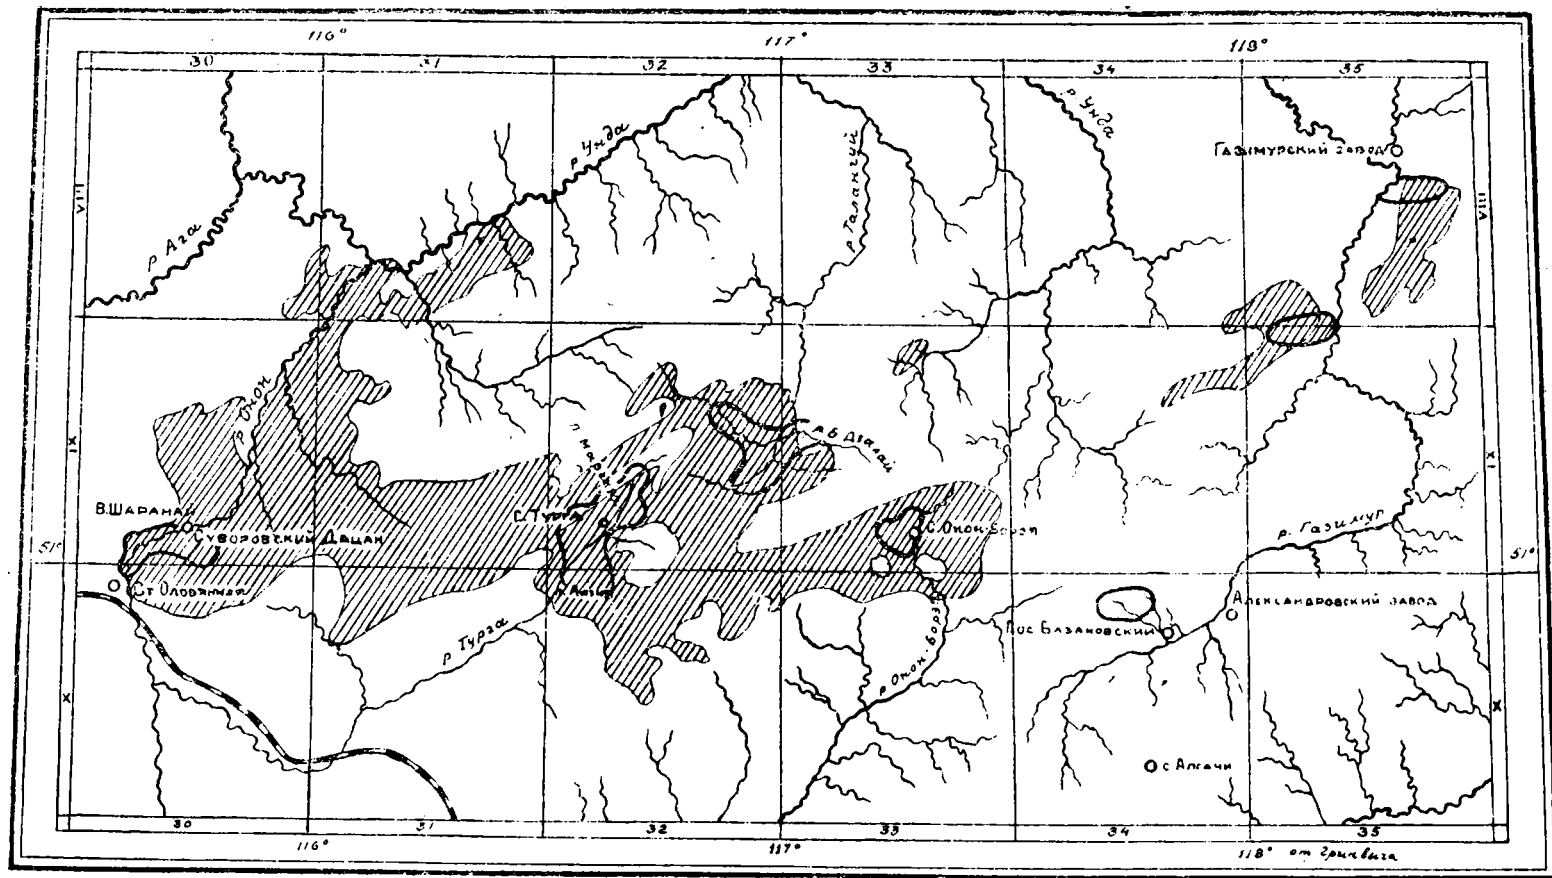 116° 117° 118°
30 31 32 33 34 35
р Унда
р Унда
Газимурский завод
VIII
VIII
р Талангуй
р Ага
р Онон
IX
XI
В.Шаранай
С. Турга
С. Онон-Борзя
Суворовский Дацан
р. Газимур
51°
51°
Ст Оловянная
Александровский завод
Пос Базановский
р Турга
р Онон-Борзя
X
X
с Алгачи
30 31 32 33 34 35
116° 117° 118° от Гринвича